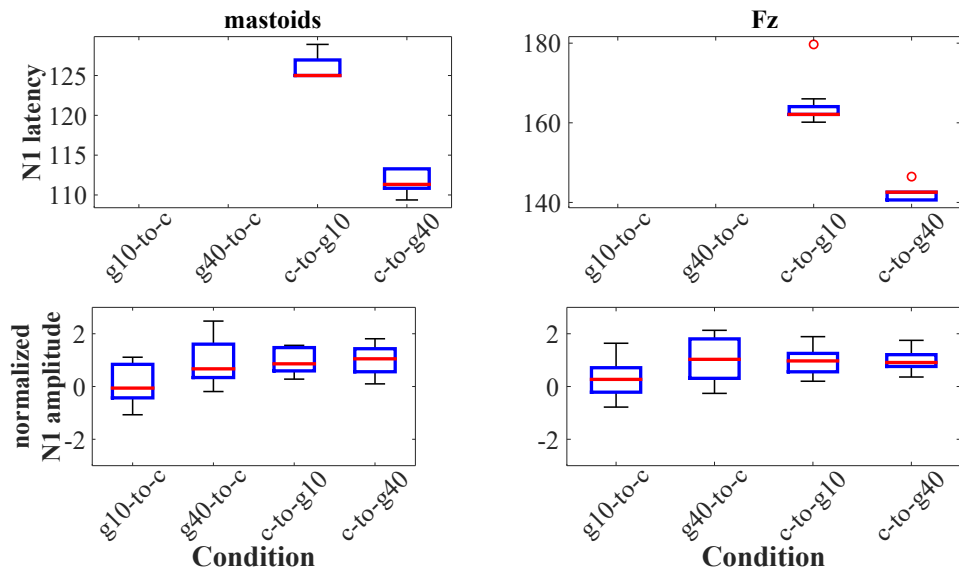 mastoids
Fz
N1 latency
125
120
115
110
g10-to-c
g40-to-c
c-to-g10
c-to-g40
180
160
140
g10-to-c
g40-to-c
c-to-g10
c-to-g40
normalized
N1 amplitude
2
0
-2
g10-to-c
g40-to-c
c-to-g10
c-to-g40
Condition
2
0
-2
g10-to-c
g40-to-c
c-to-g10
c-to-g40
Condition